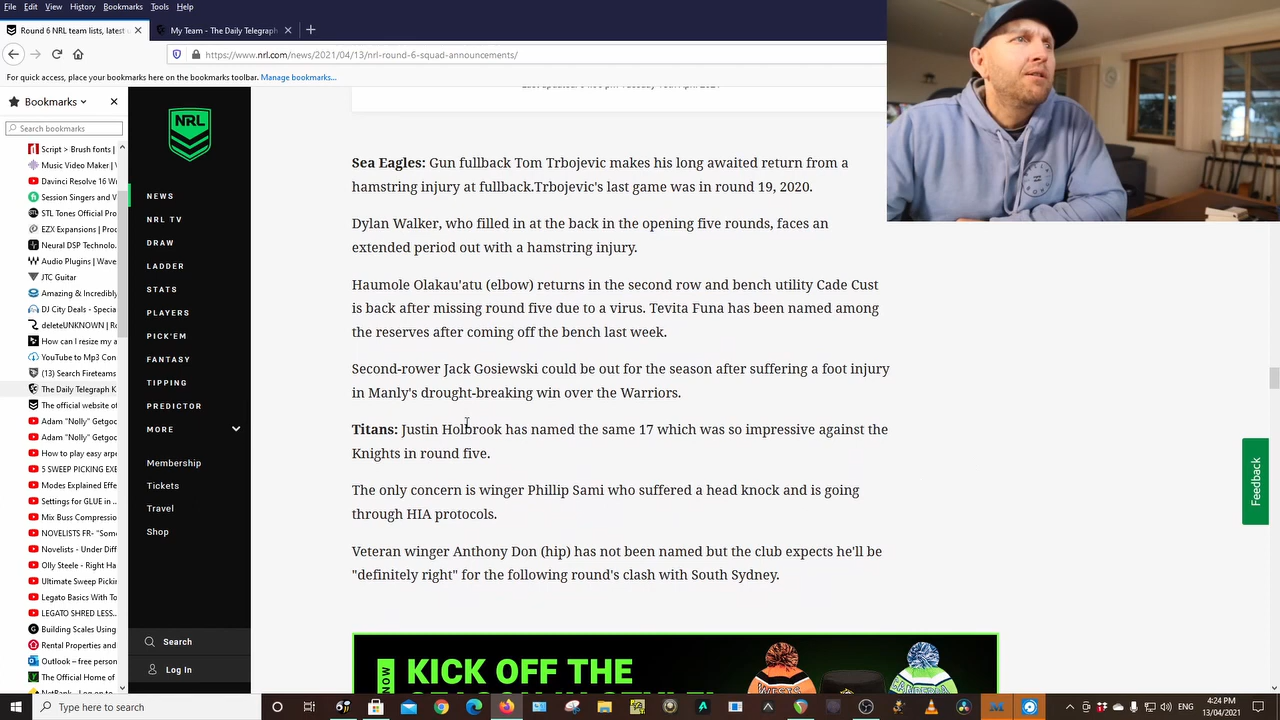 File Edit View History Bookmarks Tools
Round 6 NRL team lists, latest
My Team - The Daily Telegraph
https://www.nrl.com/news/2021/04/13/nrl-round-6-squad-announcements/
For quick access, place your bookmarks here on the bookmarks toolbar. Manage bookmarks...
Bookmarks
Search bookmarks
Script > Brush fonts |
Music Video Maker | V
Davinci Resolve 16 W
Session Singers and V
STL Tones Official Pro
EZX Expansions | Proc
Neural DSP Technolo.
Audio Plugins | Wave
JTC Guitar
Amazing & Incredibly
DJ City Deals - Specia
deleteUNKNOWN | Ro
How can I resize my a
YouTube to Mp3 Con
(13) Search Fireteams
The Daily Telegraph K
The official website of
Adam "Nolly" Getgoo
Adam "Nolly" Getgoo
How to play easy arpe
5 SWEEP PICKING EXE
Modes Explained Effe
Settings for GLUE in
Mix Buss Compressio
NOVELISTS FR- "Som
Novelists - Under Diff
Olly Steele - Right Ha
Ultimate Sweep Pickin
Legato Basics With To
LEGATO SHRED LESS..
Building Scales Using
Rental Properties and
Outlook – free person
The Official Home of
NetBank - Log on to
NRL
NEWS
NRL TV
DRAW
LADDER
STATS
PLAYERS
PICK'EM
FANTASY
TIPPING
PREDICTOR
MORE
Membership
Tickets
Travel
Shop
Search
Log In
Sea Eagles: Gun fullback Tom Trbojevic makes his long awaited return from a
hamstring injury at fullback.Trbojevic's last game was in round 19, 2020.
Dylan Walker, who filled in at the back in the opening five rounds, faces an
extended period out with a hamstring injury.
Haumole Olakau'atu (elbow) returns in the second row and bench utility Cade Cust
is back after missing round five due to a virus. Tevita Funa has been named among
the reserves after coming off the bench last week.
Second-rower Jack Gosiewski could be out for the season after suffering a foot injury
in Manly's drought-breaking win over the Warriors.
Titans: Justin Holbrook has named the same 17 which was so impressive against the
Knights in round five.
The only concern is winger Phillip Sami who suffered a head knock and is going
through HIA protocols.
Veteran winger Anthony Don (hip) has not been named but the club expects he'll be
"definitely right" for the following round's clash with South Sydney.
NOW
KICK OFF THE
Feedback
Type here to search
4:24 PM
13/04/2021